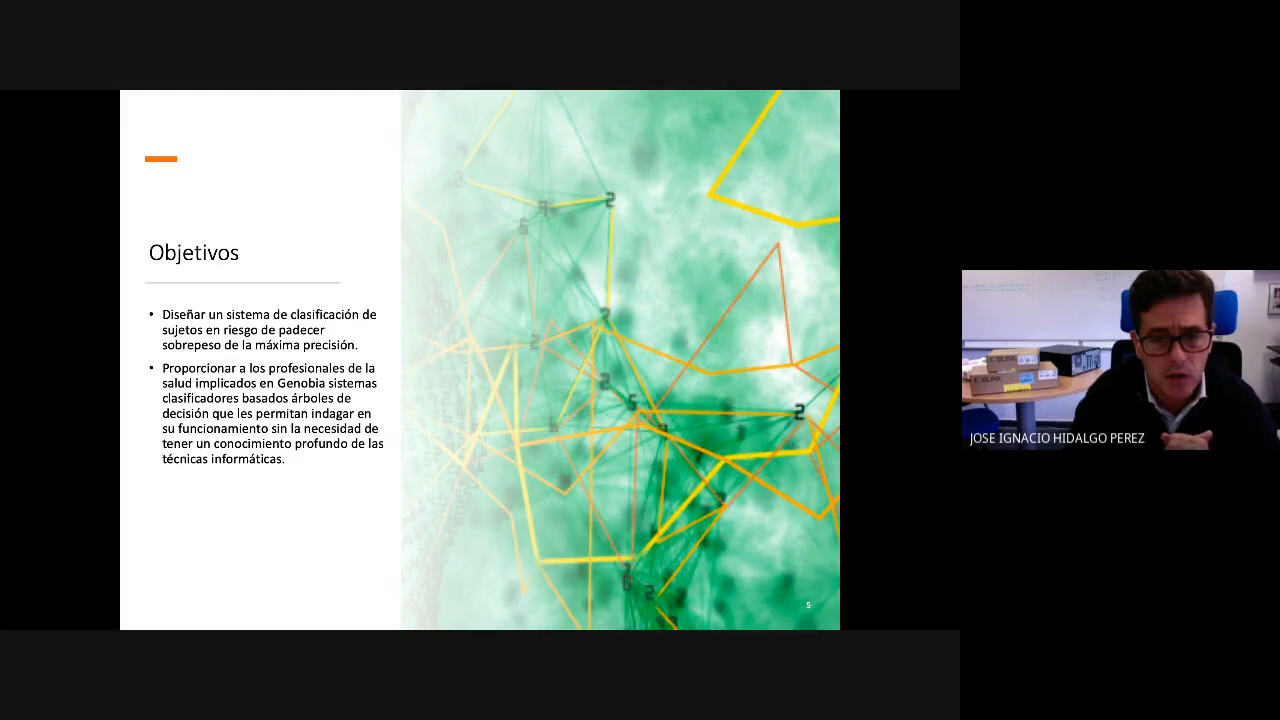 Objetivos
• Diseñar un sistema de clasificación de
sujetos en riesgo de padecer
sobrepeso de la máxima precisión.
• Proporcionar a los profesionales de la
salud implicados en Genobia sistemas
clasificadores basados árboles de
decisión que les permitan indagar en
su funcionamiento sin la necesidad de
tener un conocimiento profundo de las
técnicas informáticas.
5
XILINX
XILINX
JOSE IGNACIO HIDALGO PEREZ